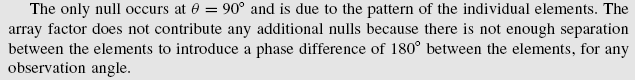 The only null occurs at θ = 90° and is due to the pattern of the individual elements. The
array factor does not contribute any additional nulls because there is not enough separation
between the elements to introduce a phase difference of 180° between the elements, for any
observation angle.